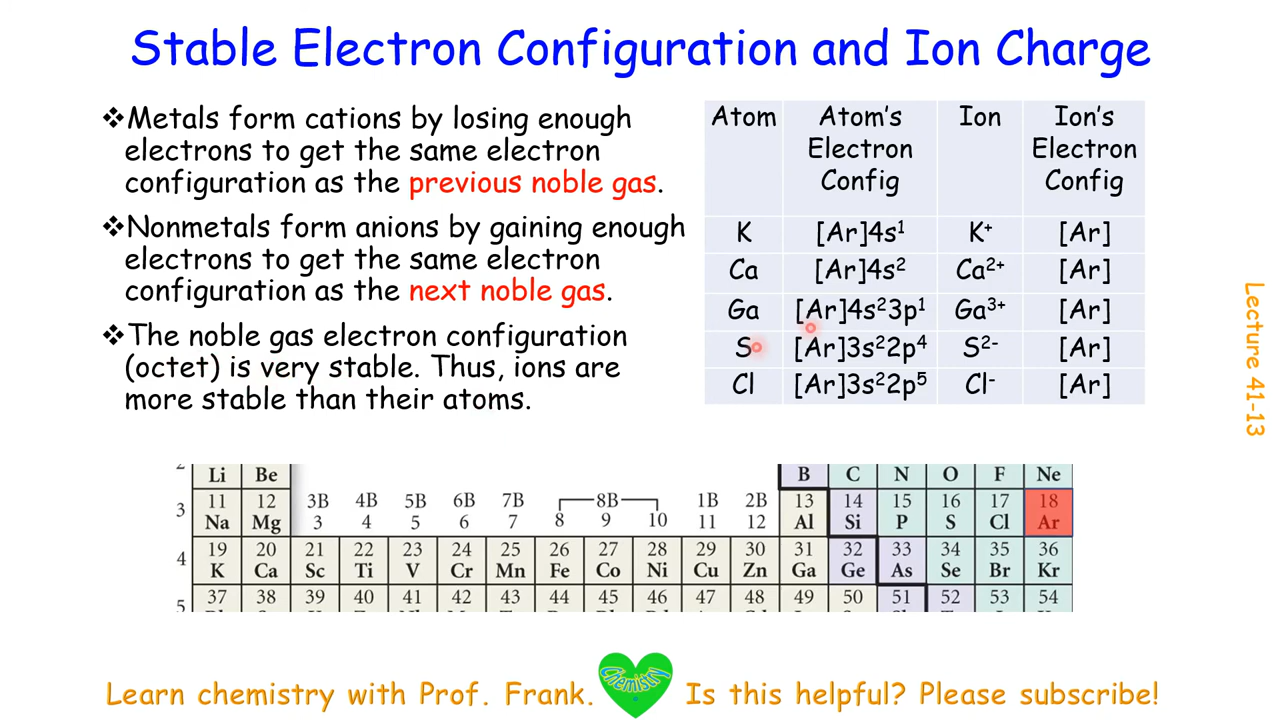 Stable Electron Configuration and Ion Charge
❖Metals form cations by losing enough
electrons to get the same electron
configuration as the previous noble gas.
❖Nonmetals form anions by gaining enough
electrons to get the same electron
configuration as the next noble gas.
❖The noble gas electron configuration
(octet) is very stable. Thus, ions are
more stable than their atoms.
Atom Atom's Electron Config Ion Ion's Electron Config
K [Ar]4s¹ K⁺ [Ar]
Ca [Ar]4s² Ca²⁺ [Ar]
Ga [Ar]4s²3p¹ Ga³⁺ [Ar]
S [Ar]3s²2p⁴ S²⁻ [Ar]
Cl [Ar]3s²2p⁵ Cl⁻ [Ar]
Lecture 41-13
Li Be B C N O F Ne
11 12 3B 4B 5B 6B 7B 8B 1B 2B 13 14 15 16 17 18
3 Na Mg 3 4 5 6 7 8 9 10 11 12 Al Si P S Cl Ar
19 20 21 22 23 24 25 26 27 28 29 30 31 32 33 34 35 36
4 K Ca Sc Ti V Cr Mn Fe Co Ni Cu Zn Ga Ge As Se Br Kr
37 38 39 40 41 42 43 44 45 46 47 48 49 50 51 52 53 54
5
Learn chemistry with Prof. Frank. Chemistry Is this helpful? Please subscribe!